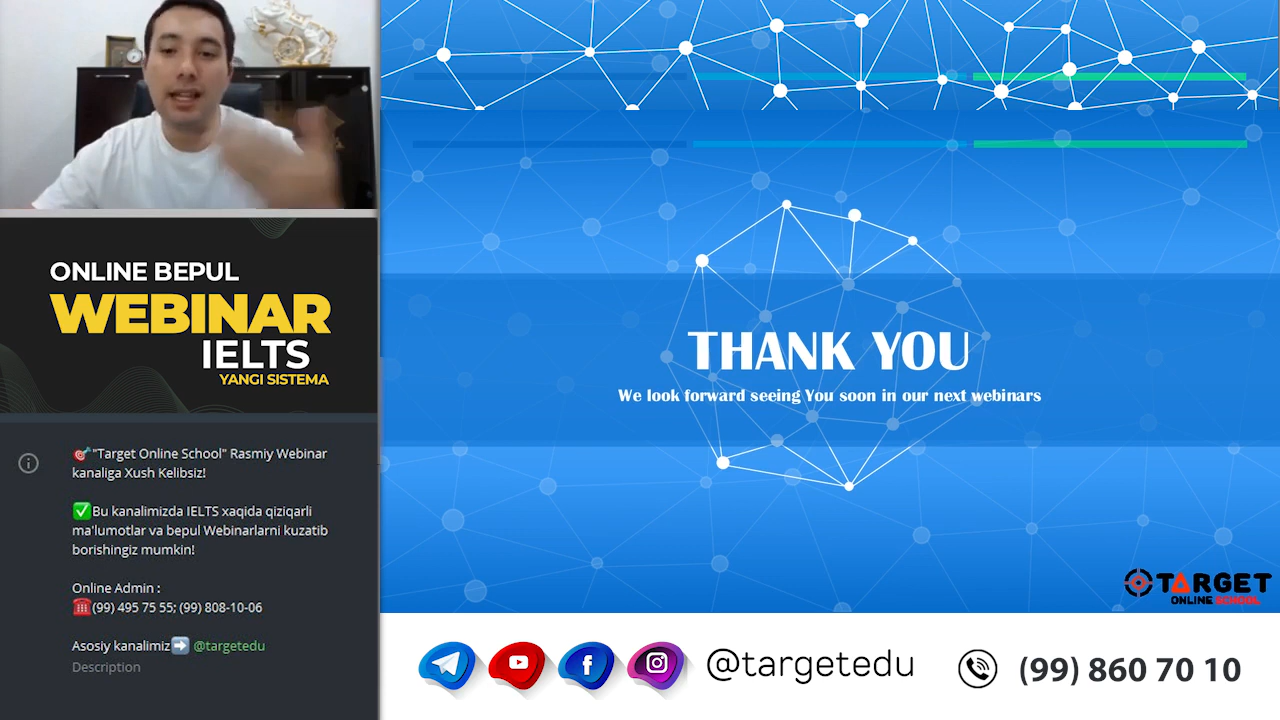 ONLINE BEPUL
WEBINAR
IELTS
YANGI SISTEMA
"Target Online School" Rasmiy Webinar
kanaliga Xush Kelibsiz!
Bu kanalimizda IELTS xaqida qiziqarli
ma'lumotlar va bepul Webinarlarni kuzatib
borishingiz mumkin!
Online Admin :
(99) 495 75 55; (99) 808-10-06
Asosiy kanalimiz @targetedu
Description
THANK YOU
We look forward seeing You soon in our next webinars
TARGET
ONLINE SCHOOL
@targetedu
(99) 860 70 10